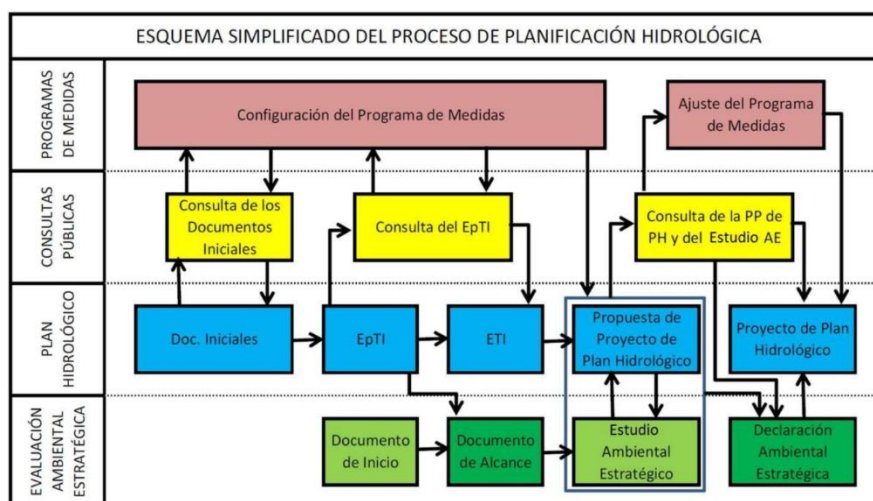 ESQUEMA SIMPLIFICADO DEL PROCESO DE PLANIFICACIÓN HIDROLÓGICA
PROGRAMAS
DE MEDIDAS
Configuración del Programa de Medidas
Ajuste del Programa
de Medidas
CONSULTAS
PÚBLICAS
Consulta de los
Documentos
Iniciales
Consulta del EpTI
Consulta de la PP de
PH y del Estudio AE
PLAN
HIDROLÓGICO
Doc. Iniciales
EpTI
ETI
Propuesta de
Proyecto de
Plan Hidrológico
Proyecto de Plan
Hidrológico
EVALUACIÓN
AMBIENTAL
ESTRATÉGICA
Documento
de Inicio
Documento
de Alcance
Estudio
Ambiental
Estratégico
Declaración
Ambiental
Estratégica